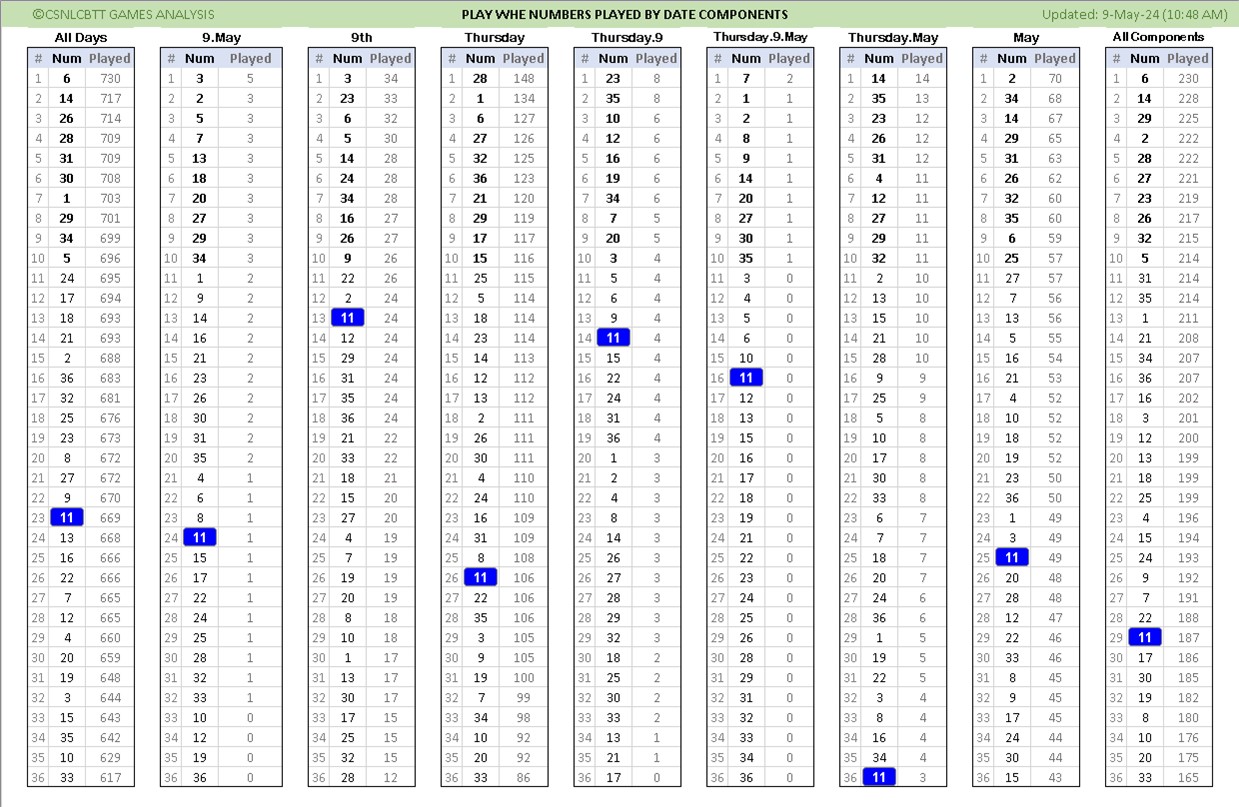 ©CSNLCBTT GAMES ANALYSIS PLAY WHE NUMBERS PLAYED BY DATE COMPONENTS Updated: 9-May-24 (10:48 AM)
All Days 9.May 9th Thursday Thursday.9 Thursday.9.May Thursday.May May All Components
# Num Played # Num Played # Num Played # Num Played # Num Played # Num Played # Num Played # Num Played # Num Played
1 6 730 1 3 5 1 3 34 1 28 148 1 23 8 1 7 2 1 14 14 1 2 70 1 6 230
2 14 717 2 2 3 2 23 33 2 1 134 2 35 8 2 1 1 2 35 13 2 34 68 2 14 228
3 26 714 3 5 3 3 6 32 3 6 127 3 10 6 3 2 1 3 23 12 3 14 67 3 29 225
4 28 709 4 7 3 4 5 30 4 27 126 4 12 6 4 8 1 4 26 12 4 29 65 4 2 222
5 31 709 5 13 3 5 14 28 5 32 125 5 16 6 5 9 1 5 31 12 5 31 63 5 28 222
6 30 708 6 18 3 6 24 28 6 36 123 6 19 6 6 14 1 6 4 11 6 26 62 6 27 221
7 1 703 7 20 3 7 34 28 7 21 120 7 34 6 7 20 1 7 12 11 7 32 60 7 23 219
8 29 701 8 27 3 8 16 27 8 29 119 8 7 5 8 27 1 8 27 11 8 35 60 8 26 217
9 34 699 9 29 3 9 26 27 9 17 117 9 20 5 9 30 1 9 29 11 9 6 59 9 32 215
10 5 696 10 34 3 10 9 26 10 15 116 10 3 4 10 35 1 10 32 11 10 25 57 10 5 214
11 24 695 11 1 2 11 22 26 11 25 115 11 5 4 11 3 0 11 2 10 11 27 57 11 31 214
12 17 694 12 9 2 12 2 24 12 5 114 12 6 4 12 4 0 12 13 10 12 7 56 12 35 214
13 18 693 13 14 2 13 11 24 13 18 114 13 9 4 13 5 0 13 15 10 13 13 56 13 1 211
14 21 693 14 16 2 14 12 24 14 23 114 14 11 4 14 6 0 14 21 10 14 5 55 14 21 208
15 2 688 15 21 2 15 29 24 15 14 113 15 15 4 15 10 0 15 28 10 15 16 54 15 34 207
16 36 683 16 23 2 16 31 24 16 12 112 16 22 4 16 11 0 16 9 9 16 21 53 16 36 207
17 32 681 17 26 2 17 35 24 17 13 112 17 24 4 17 12 0 17 25 9 17 4 52 17 16 202
18 25 676 18 30 2 18 36 24 18 2 111 18 31 4 18 13 0 18 5 8 18 10 52 18 3 201
19 23 673 19 31 2 19 21 22 19 26 111 19 36 4 19 15 0 19 10 8 19 18 52 19 12 200
20 8 672 20 35 2 20 33 22 20 30 111 20 1 3 20 16 0 20 17 8 20 19 52 20 13 199
21 27 672 21 4 1 21 18 21 21 4 110 21 2 3 21 17 0 21 30 8 21 23 50 21 18 199
22 9 670 22 6 1 22 15 20 22 24 110 22 4 3 22 18 0 22 33 8 22 36 50 22 25 199
23 11 669 23 8 1 23 27 20 23 16 109 23 8 3 23 19 0 23 6 7 23 1 49 23 4 196
24 13 668 24 11 1 24 4 19 24 31 109 24 14 3 24 21 0 24 7 7 24 3 49 24 15 194
25 16 666 25 15 1 25 7 19 25 8 108 25 26 3 25 22 0 25 18 7 25 11 49 25 24 193
26 22 666 26 17 1 26 19 19 26 11 106 26 27 3 26 23 0 26 20 7 26 20 48 26 9 192
27 7 665 27 22 1 27 20 19 27 22 106 27 28 3 27 24 0 27 24 6 27 28 48 27 7 191
28 12 665 28 24 1 28 8 18 28 35 106 28 29 3 28 25 0 28 36 6 28 12 47 28 22 188
29 4 660 29 25 1 29 10 18 29 3 105 29 32 3 29 26 0 29 1 5 29 22 46 29 11 187
30 20 659 30 28 1 30 1 17 30 9 105 30 18 2 30 28 0 30 19 5 30 33 46 30 17 186
31 19 648 31 32 1 31 13 17 31 19 100 31 25 2 31 29 0 31 22 5 31 8 45 31 30 185
32 3 644 32 33 1 32 30 17 32 7 99 32 30 2 32 31 0 32 3 4 32 9 45 32 19 182
33 15 643 33 10 0 33 17 15 33 34 98 33 33 2 33 32 0 33 8 4 33 17 45 33 8 180
34 35 642 34 12 0 34 25 15 34 10 92 34 13 1 34 33 0 34 16 4 34 24 44 34 10 176
35 10 629 35 19 0 35 32 15 35 20 92 35 21 1 35 34 0 35 34 4 35 30 44 35 20 175
36 33 617 36 36 0 36 28 12 36 33 86 36 17 0 36 36 0 36 11 3 36 15 43 36 33 165